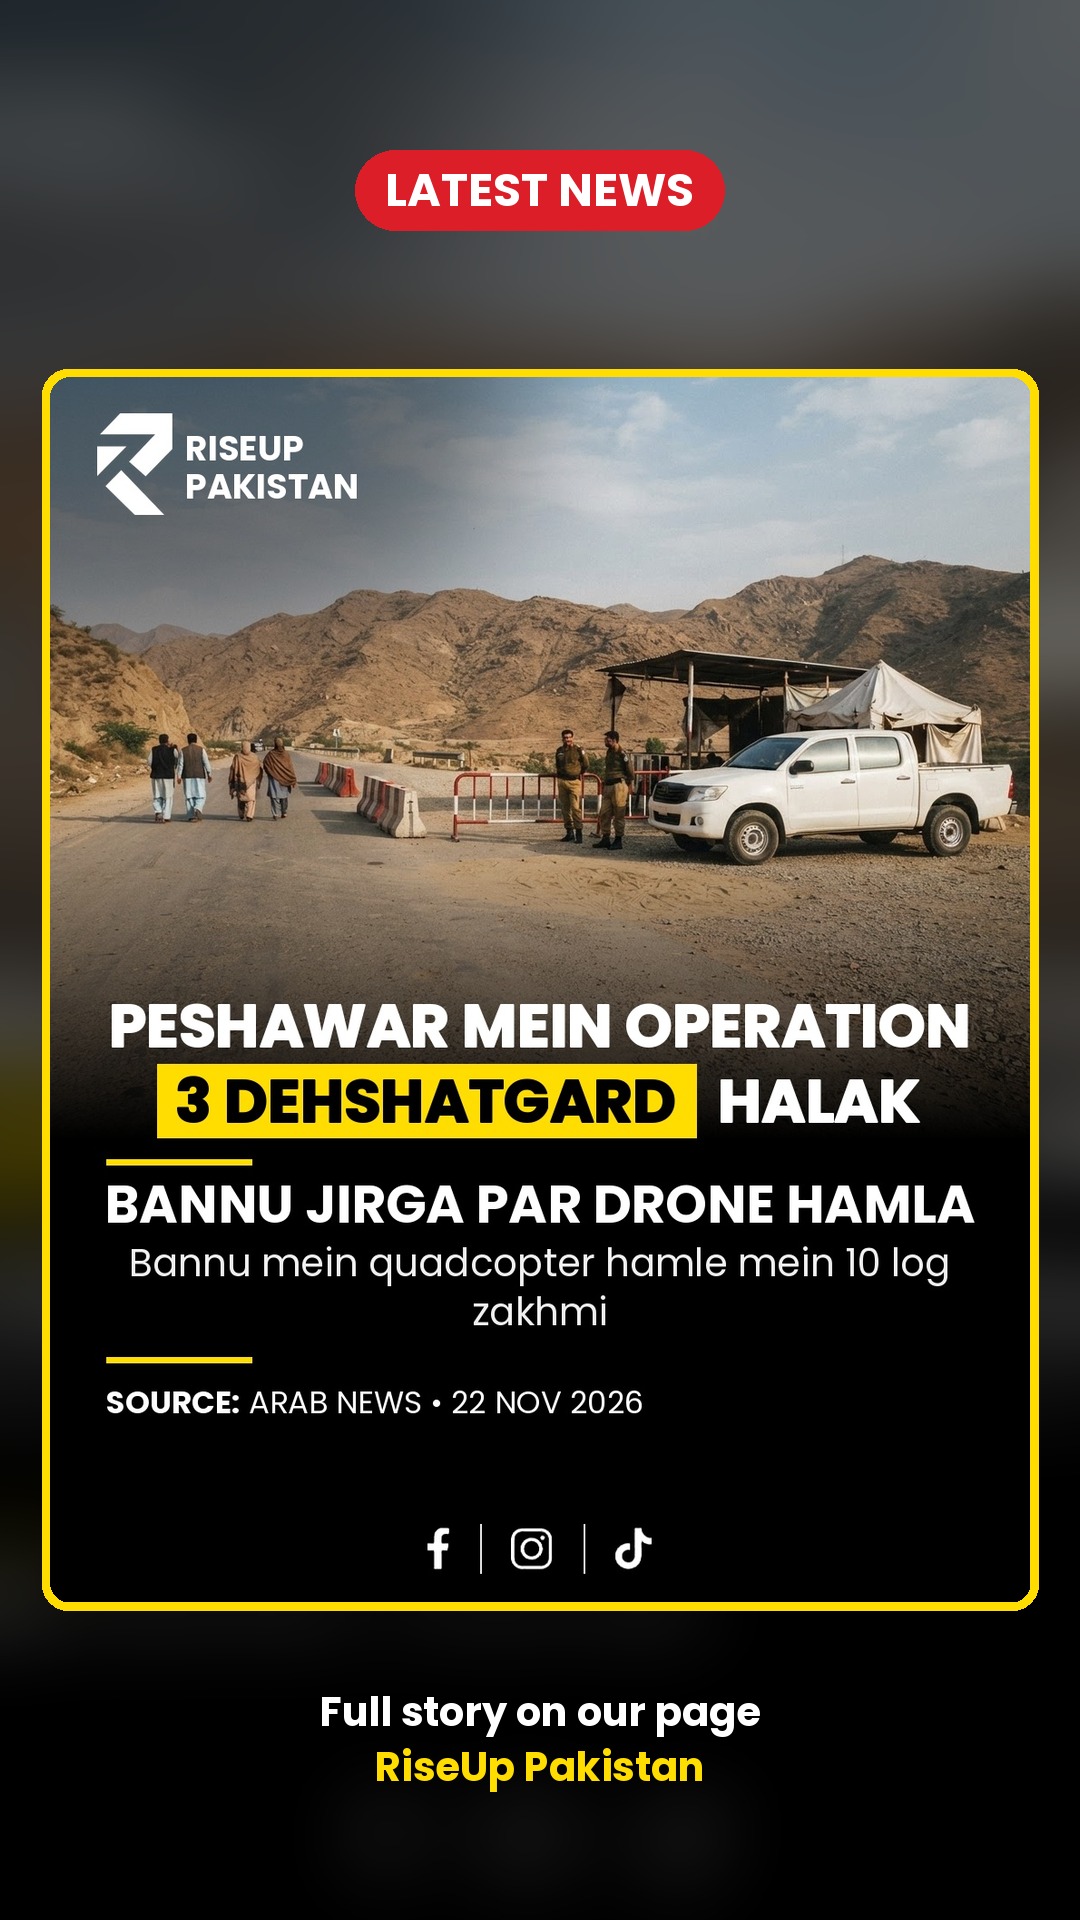 LATEST NEWS
RISEUP
PAKISTAN
PESHAWAR MEIN OPERATION
3 DEHSHATGARD HALAK
BANNU JIRGA PAR DRONE HAMLA
Bannu mein quadcopter hamle mein 10 log
zakhmi
SOURCE: ARAB NEWS • 22 NOV 2026
Full story on our page
RiseUp Pakistan